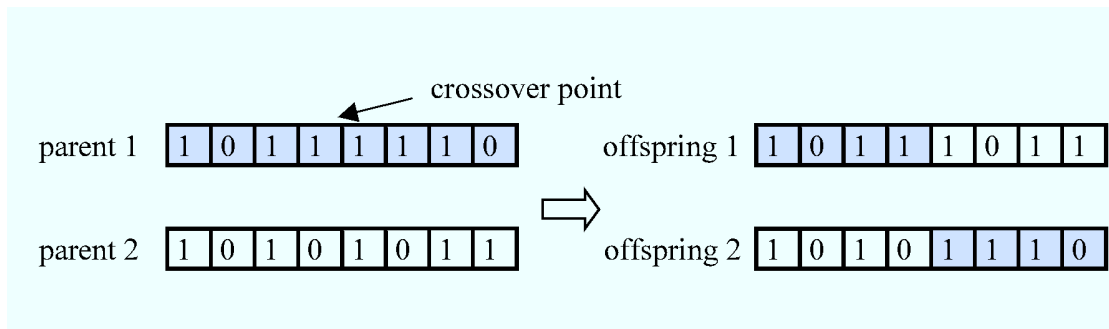 crossover point
parent 1 1 0 1 1 1 1 1 0 offspring 1 1 0 1 1 1 0 1 1
parent 2 1 0 1 0 1 0 1 1 offspring 2 1 0 1 0 1 1 1 0